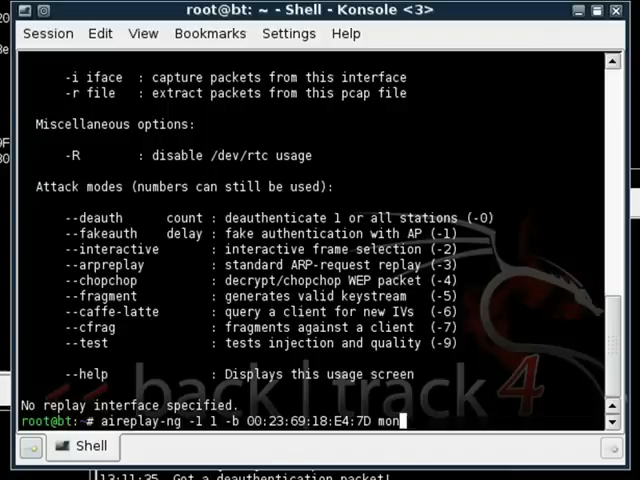 root@bt: ~ - Shell - Konsole <3>
Session Edit View Bookmarks Settings Help
-i iface : capture packets from this interface
-r file : extract packets from this pcap file
Miscellaneous options:
-R : disable /dev/rtc usage
Attack modes (numbers can still be used):
--deauth count : deauthenticate 1 or all stations (-0)
--fakeauth delay : fake authentication with AP (-1)
--interactive : interactive frame selection (-2)
--arpreplay : standard ARP-request replay (-3)
--chopchop : decrypt/chopchop WEP packet (-4)
--fragment : generates valid keystream (-5)
--caffe-latte : query a client for new IVs (-6)
--cfrag : fragments against a client (-7)
--test : tests injection and quality (-9)
--help : Displays this usage screen
<< back | track 4
No replay interface specified.
root@bt:~# aireplay-ng -1 1 -b 00:23:69:18:E4:7D mon
Shell
13:11:35 Got a deauthentication packet!